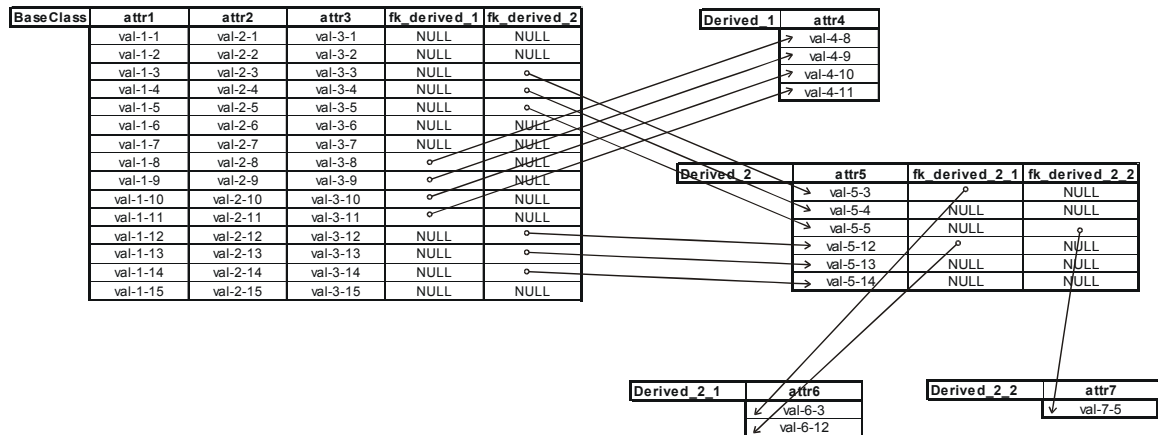 BaseClass attr1 attr2 attr3 fk_derived_1 fk_derived_2
val-1-1 val-2-1 val-3-1 NULL NULL
val-1-2 val-2-2 val-3-2 NULL NULL
val-1-3 val-2-3 val-3-3 NULL
val-1-4 val-2-4 val-3-4 NULL
val-1-5 val-2-5 val-3-5 NULL
val-1-6 val-2-6 val-3-6 NULL NULL
val-1-7 val-2-7 val-3-7 NULL NULL
val-1-8 val-2-8 val-3-8 NULL
val-1-9 val-2-9 val-3-9 NULL
val-1-10 val-2-10 val-3-10 NULL
val-1-11 val-2-11 val-3-11 NULL
val-1-12 val-2-12 val-3-12 NULL
val-1-13 val-2-13 val-3-13 NULL
val-1-14 val-2-14 val-3-14 NULL
val-1-15 val-2-15 val-3-15 NULL NULL
Derived_1 attr4
val-4-8
val-4-9
val-4-10
val-4-11
Derived_2 attr5 fk_derived_2_1 fk_derived_2_2
val-5-3 NULL
val-5-4 NULL NULL
val-5-5 NULL
val-5-12 NULL
val-5-13 NULL NULL
val-5-14 NULL NULL
Derived_2_1 attr6
val-6-3
val-6-12
Derived_2_2 attr7
val-7-5